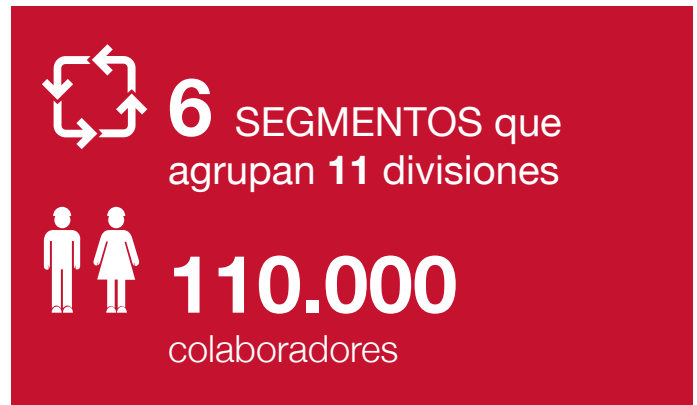 6 SEGMENTOS que
agrupan 11 divisiones
110.000
colaboradores